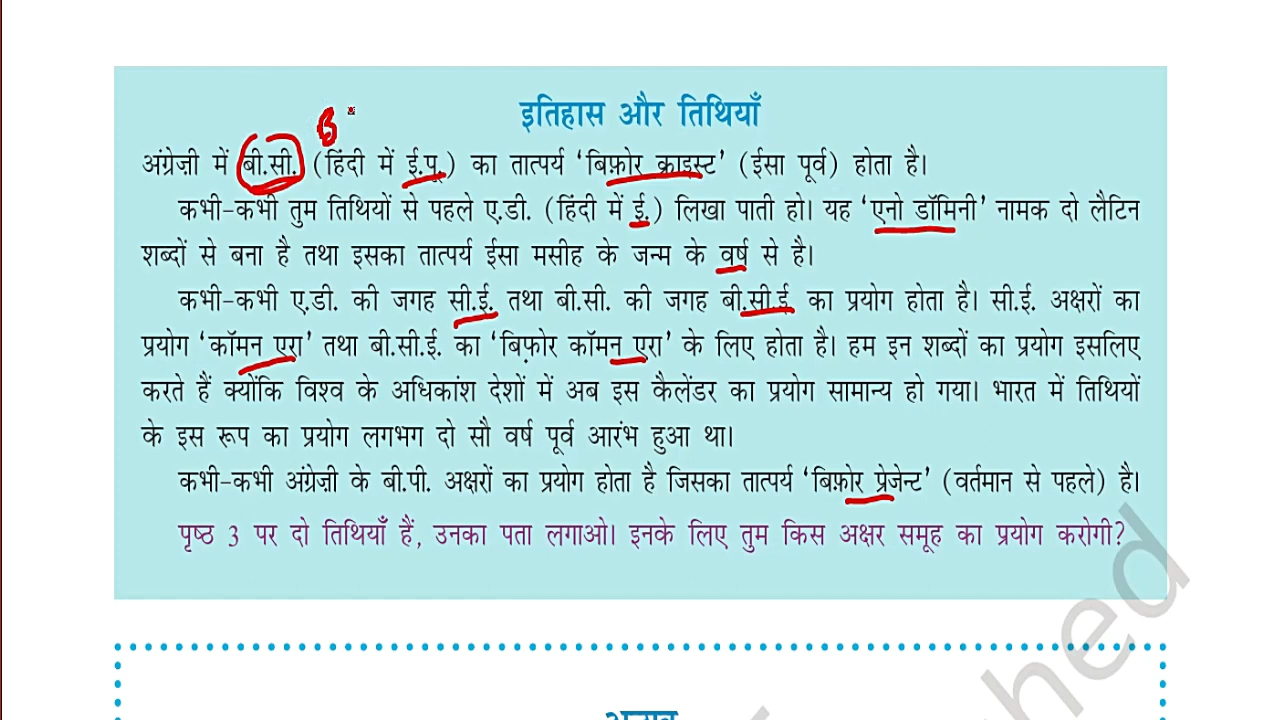 इतिहास और तिथियाँ
B
अंग्रेज़ी में बी.सी. (हिंदी में ई.पू.) का तात्पर्य ‘बिफ़ोर क्राइस्ट’ (ईसा पूर्व) होता है।
कभी-कभी तुम तिथियों से पहले ए.डी. (हिंदी में ई.) लिखा पाती हो। यह ‘एनो डॉमिनी’ नामक दो लैटिन
शब्दों से बना है तथा इसका तात्पर्य ईसा मसीह के जन्म के वर्ष से है।
कभी-कभी ए.डी. की जगह सी.ई. तथा बी.सी. की जगह बी.सी.ई का प्रयोग होता है। सी.ई. अक्षरों का
प्रयोग ‘कॉमन एरा’ तथा बी.सी.ई. का ‘बिफ़ोर कॉमन एरा’ के लिए होता है। हम इन शब्दों का प्रयोग इसलिए
करते हैं क्योंकि विश्व के अधिकांश देशों में अब इस कैलेंडर का प्रयोग सामान्य हो गया। भारत में तिथियों
के इस रूप का प्रयोग लगभग दो सौ वर्ष पूर्व आरंभ हुआ था।
कभी-कभी अंग्रेज़ी के बी.पी. अक्षरों का प्रयोग होता है जिसका तात्पर्य ‘बिफ़ोर प्रेजेन्ट’ (वर्तमान से पहले) है।
पृष्ठ 3 पर दो तिथियाँ हैं, उनका पता लगाओ। इनके लिए तुम किस अक्षर समूह का प्रयोग करोगी?